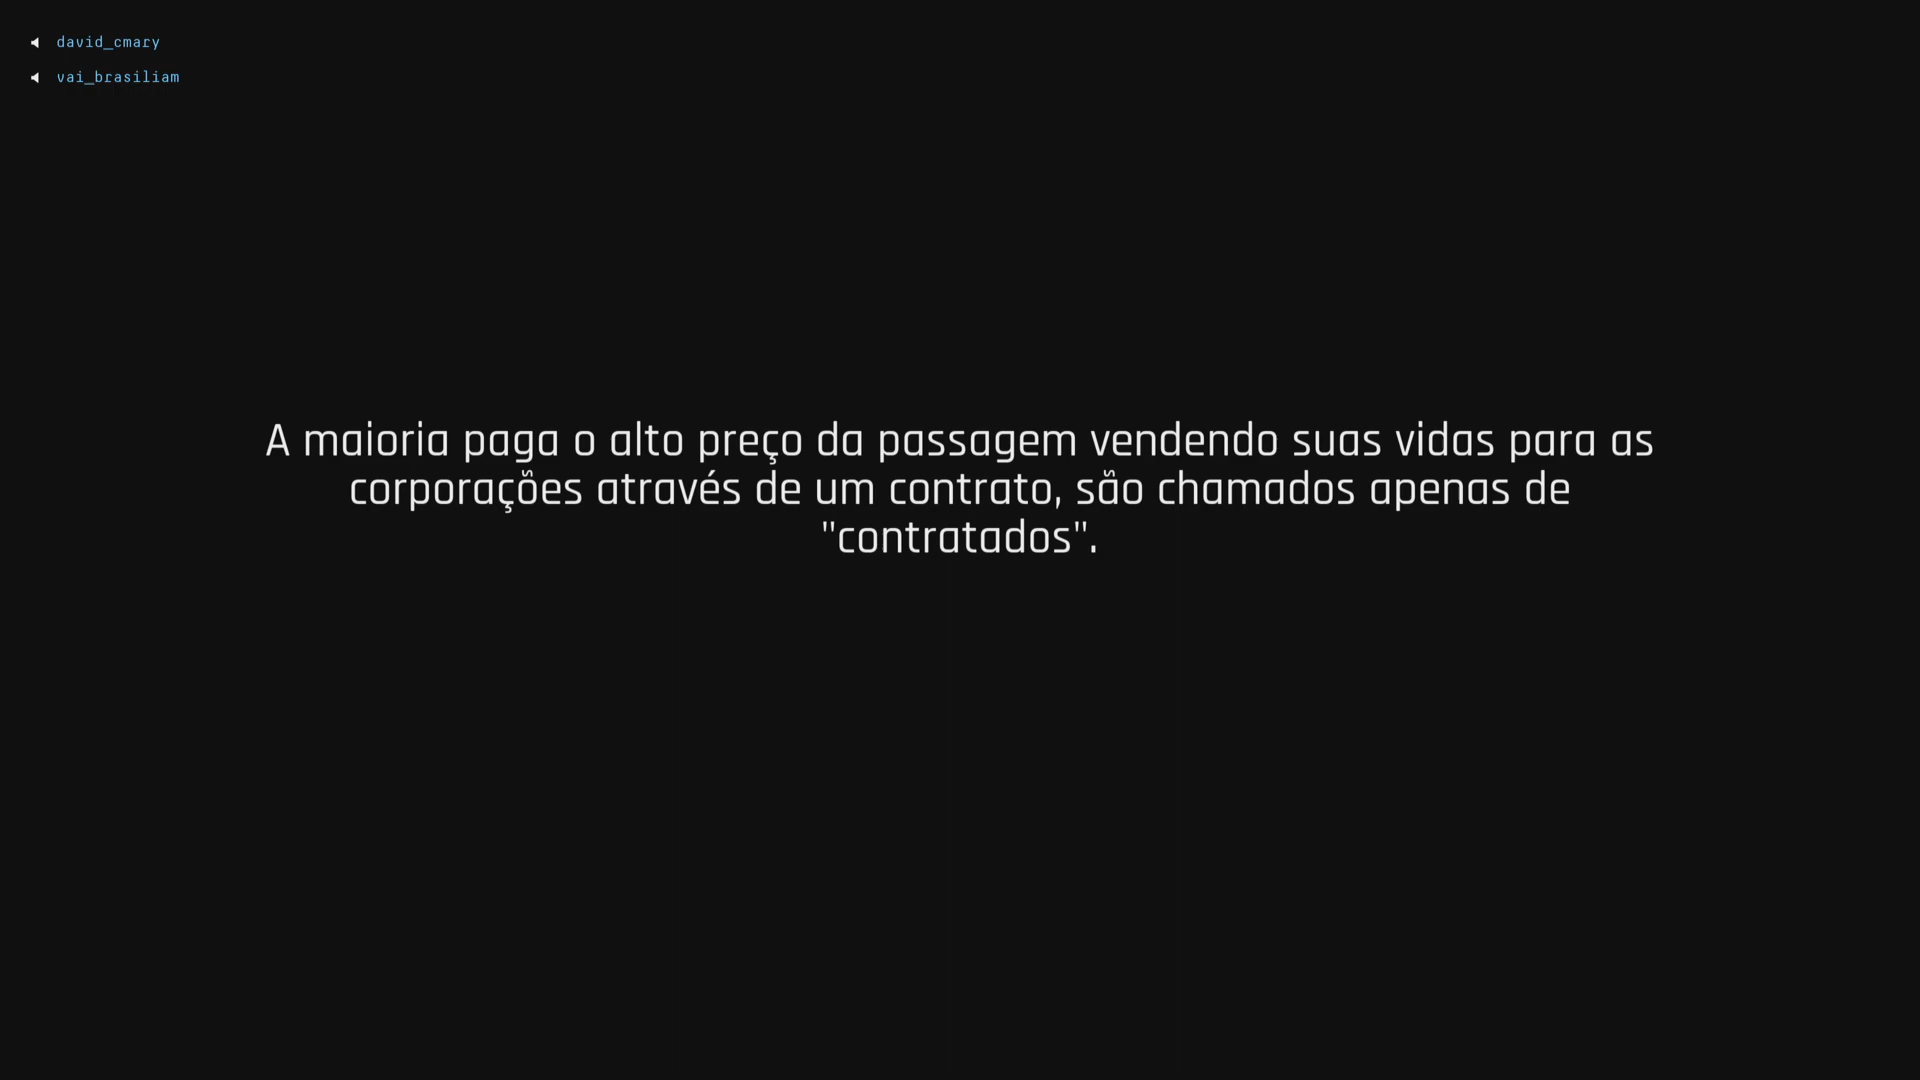 david_cmary
vai_brasiliam
A maioria paga o alto preço da passagem vendendo suas vidas para as
corporações através de um contrato, são chamados apenas de
"contratados".